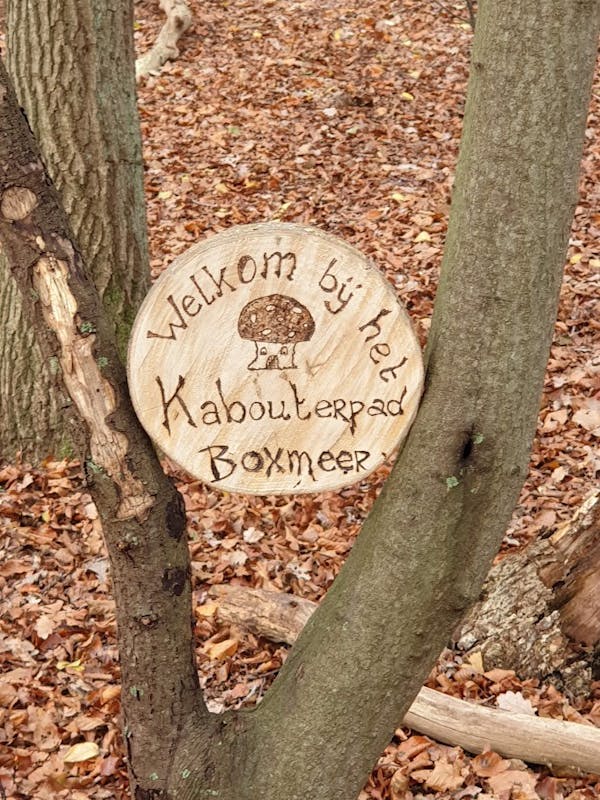 Welkom bij het
Kabouterpad
Boxmeer